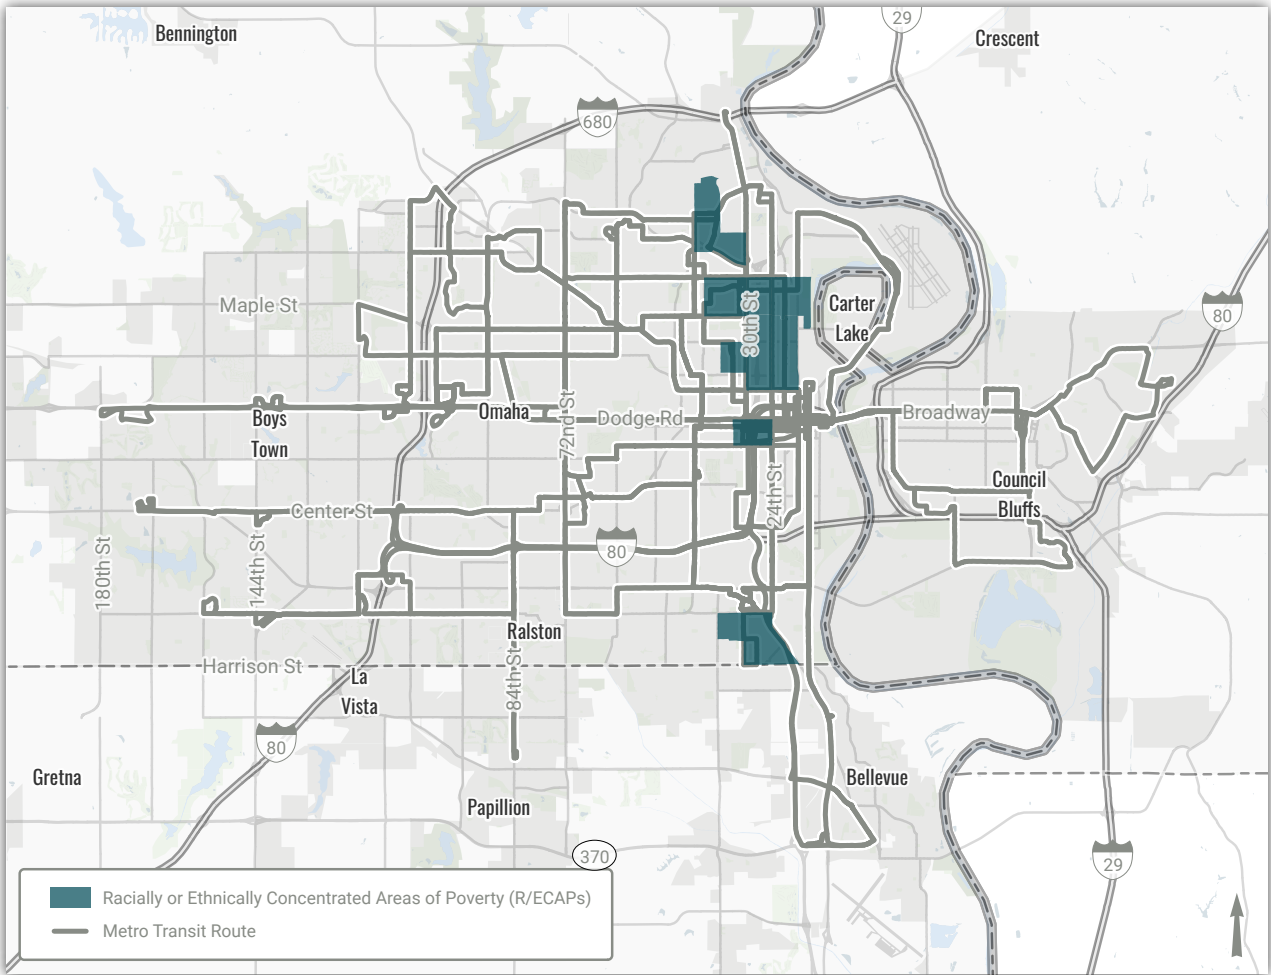 Bennington
29
Crescent
680
Maple St
30th St
Carter
Lake
80
Boys
Town
Omaha
72nd St
Dodge Rd
Broadway
24th St
Council
Bluffs
Center St
180th St
144th St
80
Ralston
Harrison St
La
Vista
84th St
80
Gretna
Papillion
Bellevue
370
29
Racially or Ethnically Concentrated Areas of Poverty (R/ECAPs)
Metro Transit Route